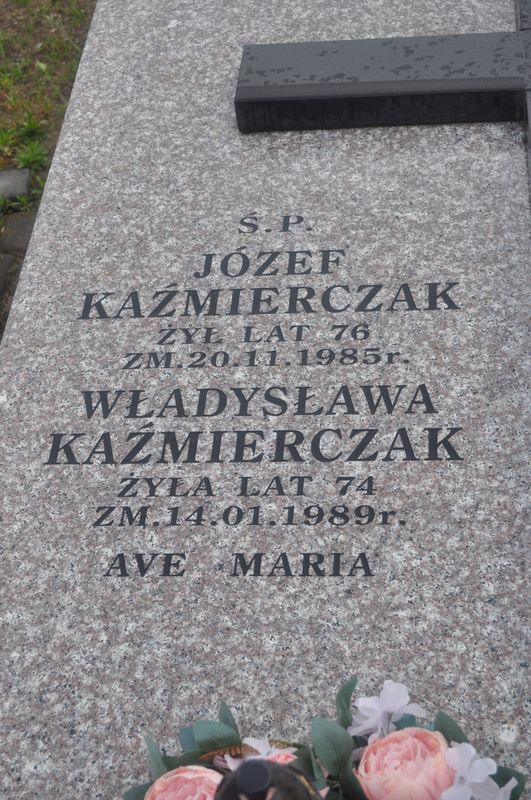 Ś.P.
JÓZEF
KAŹMIERCZAK
ŻYŁ LAT 76
ZM.20.11.1985r.
WŁADYSŁAWA
KAŹMIERCZAK
ŻYŁA LAT 74
ZM.14.01.1989r.
AVE MARIA